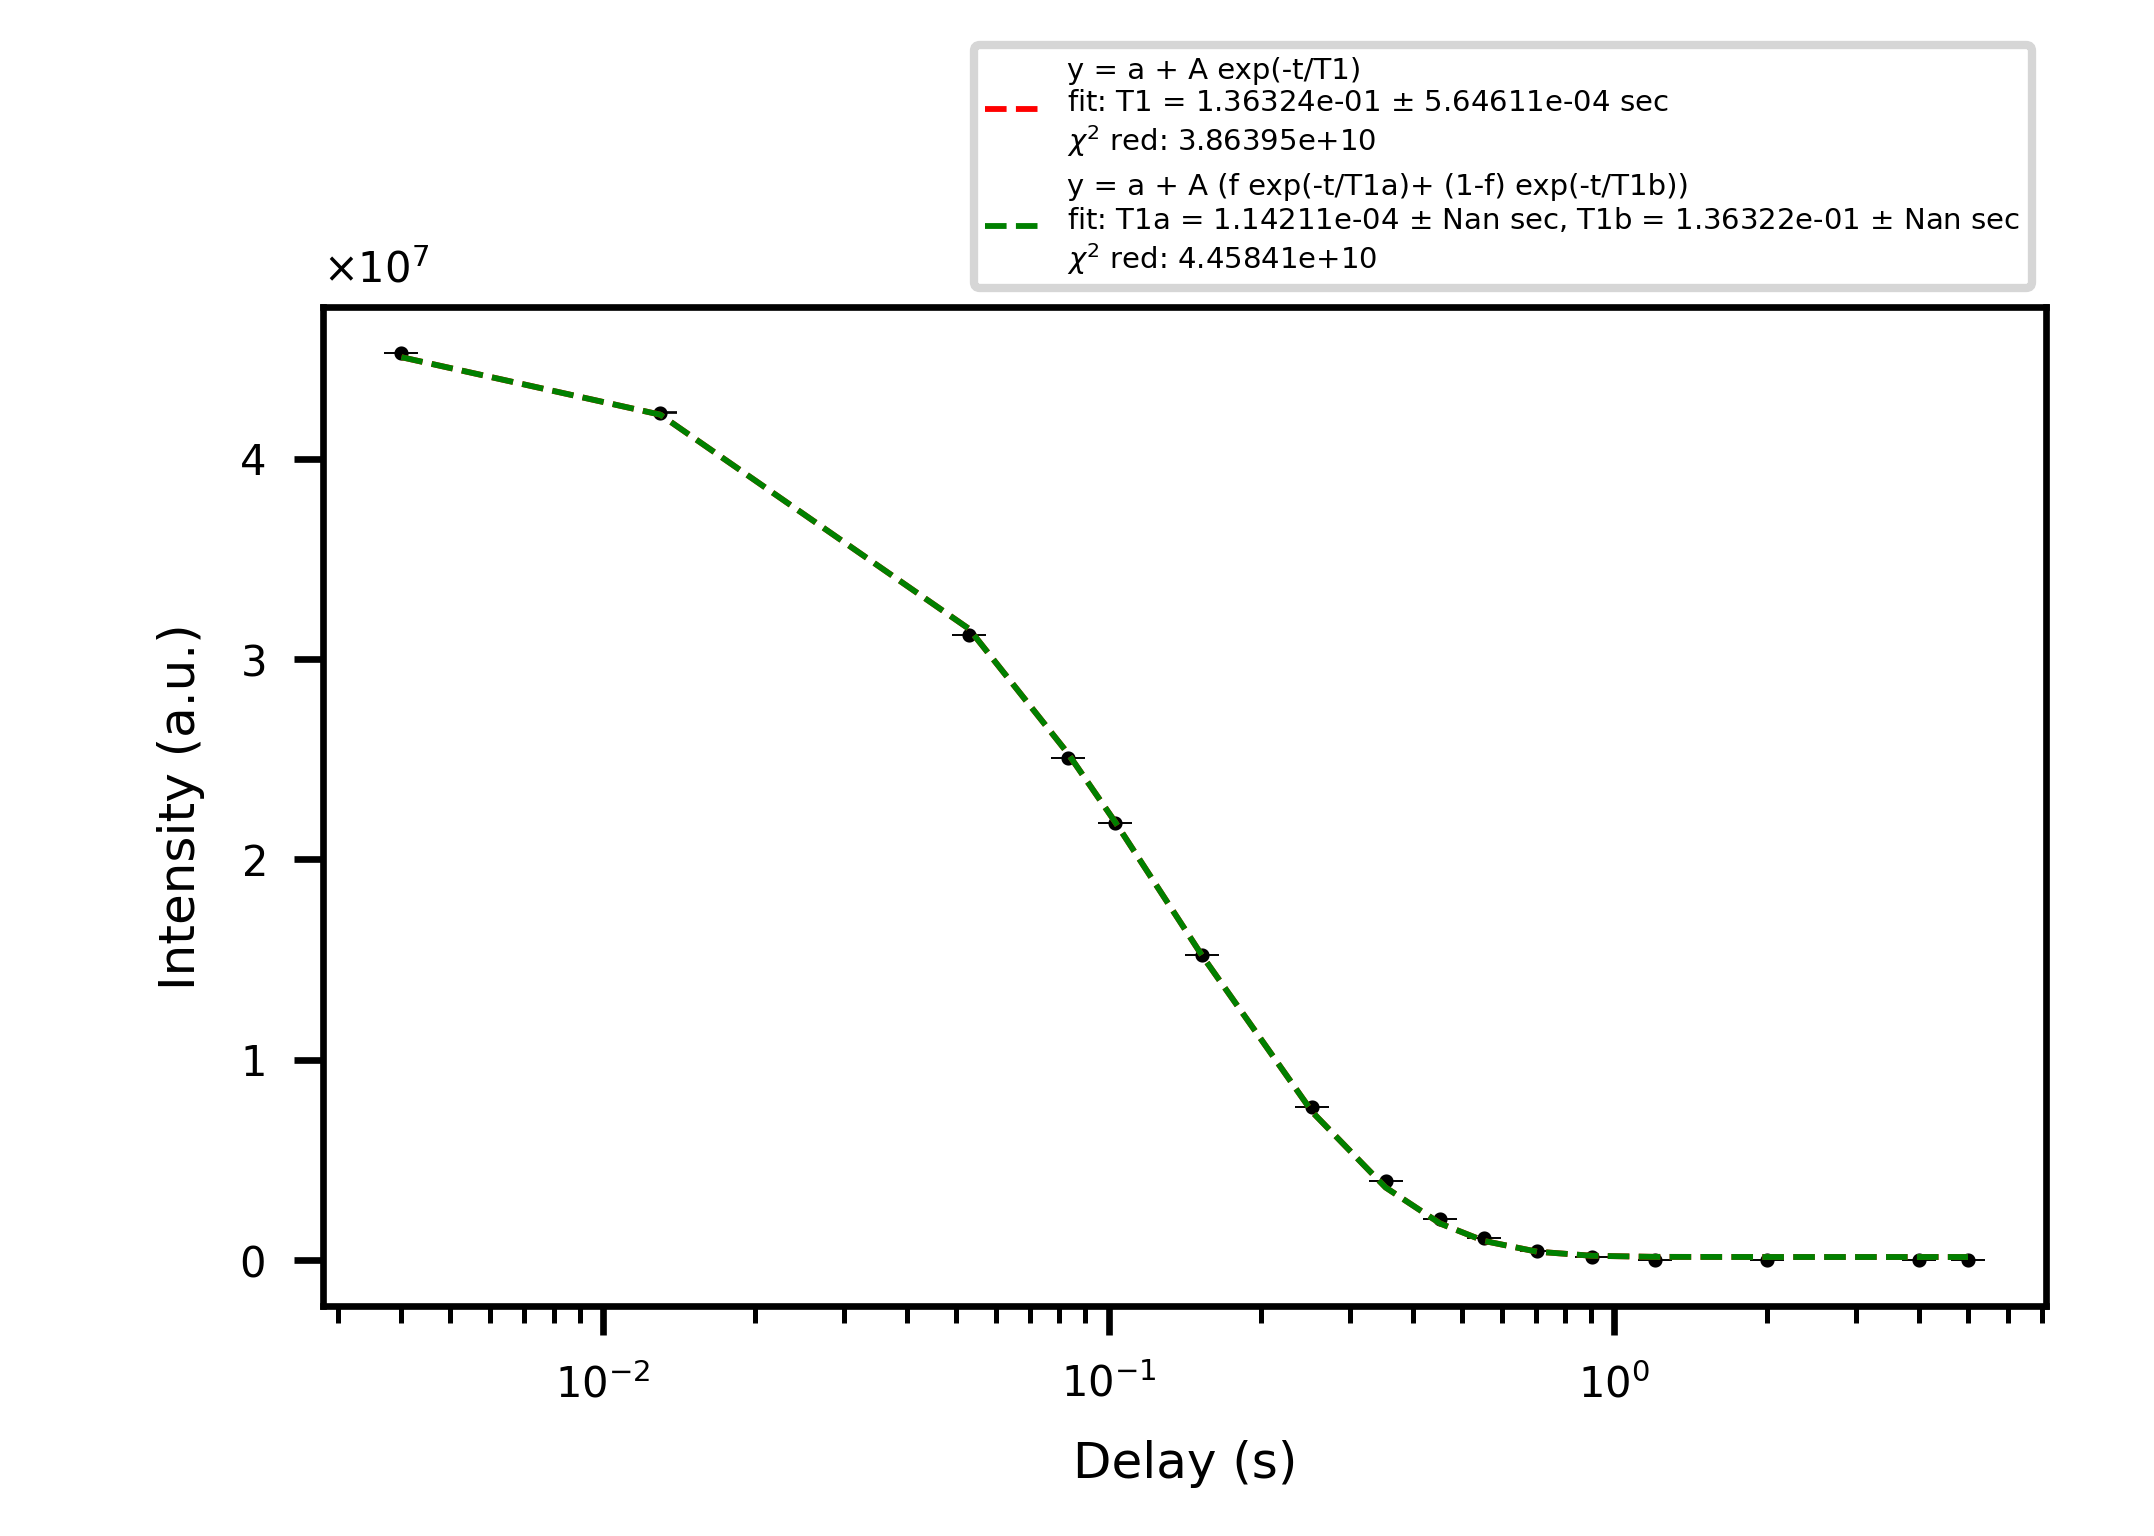 y = a + A exp(-t/T1)
fit: T1 = 1.36324e-01 ± 5.64611e-04 sec
χ² red: 3.86395e+10
y = a + A (f exp(-t/T1a)+ (1-f) exp(-t/T1b))
fit: T1a = 1.14211e-04 ± Nan sec, T1b = 1.36322e-01 ± Nan sec
χ² red: 4.45841e+10
×10⁷
4
3
2
1
0
Intensity (a.u.)
10⁻² 10⁻¹ 10⁰
Delay (s)